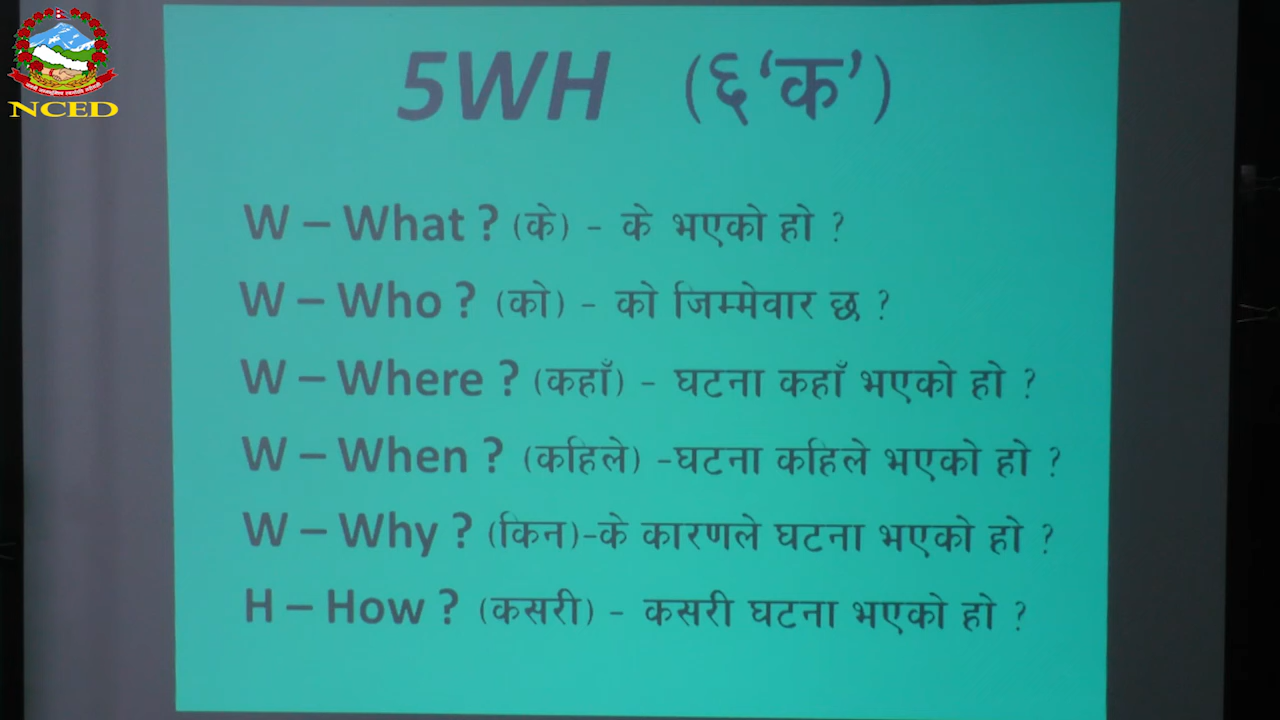 NCED
5WH (६‘क’)
W – What ? (के) - के भएको हो ?
W – Who ? (को) - को जिम्मेवार छ ?
W – Where ? (कहाँ) - घटना कहाँ भएको हो ?
W – When ? (कहिले) -घटना कहिले भएको हो ?
W – Why ? (किन)-के कारणले घटना भएको हो ?
H – How ? (कसरी) - कसरी घटना भएको हो ?